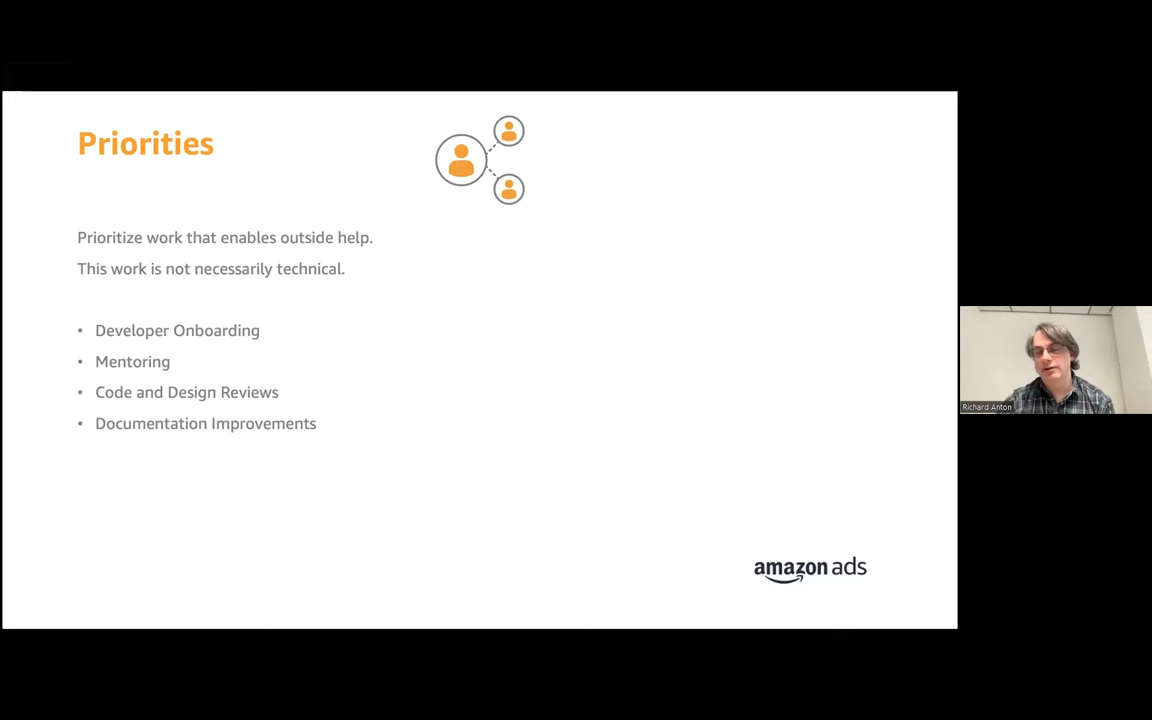 Priorities
Prioritize work that enables outside help.
This work is not necessarily technical.
• Developer Onboarding
• Mentoring
• Code and Design Reviews
• Documentation Improvements
amazon ads
Richard Anton